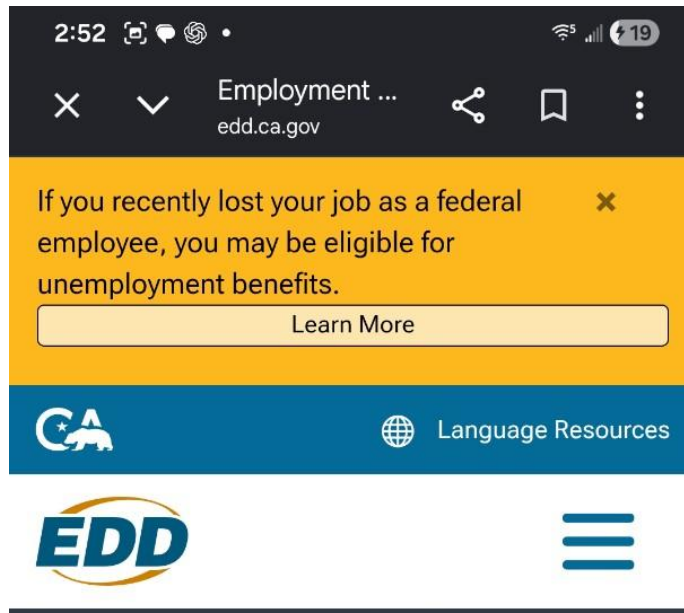 2:52 5 19
Employment ...
edd.ca.gov
If you recently lost your job as a federal
employee, you may be eligible for
unemployment benefits.
Learn More
CA Language Resources
EDD